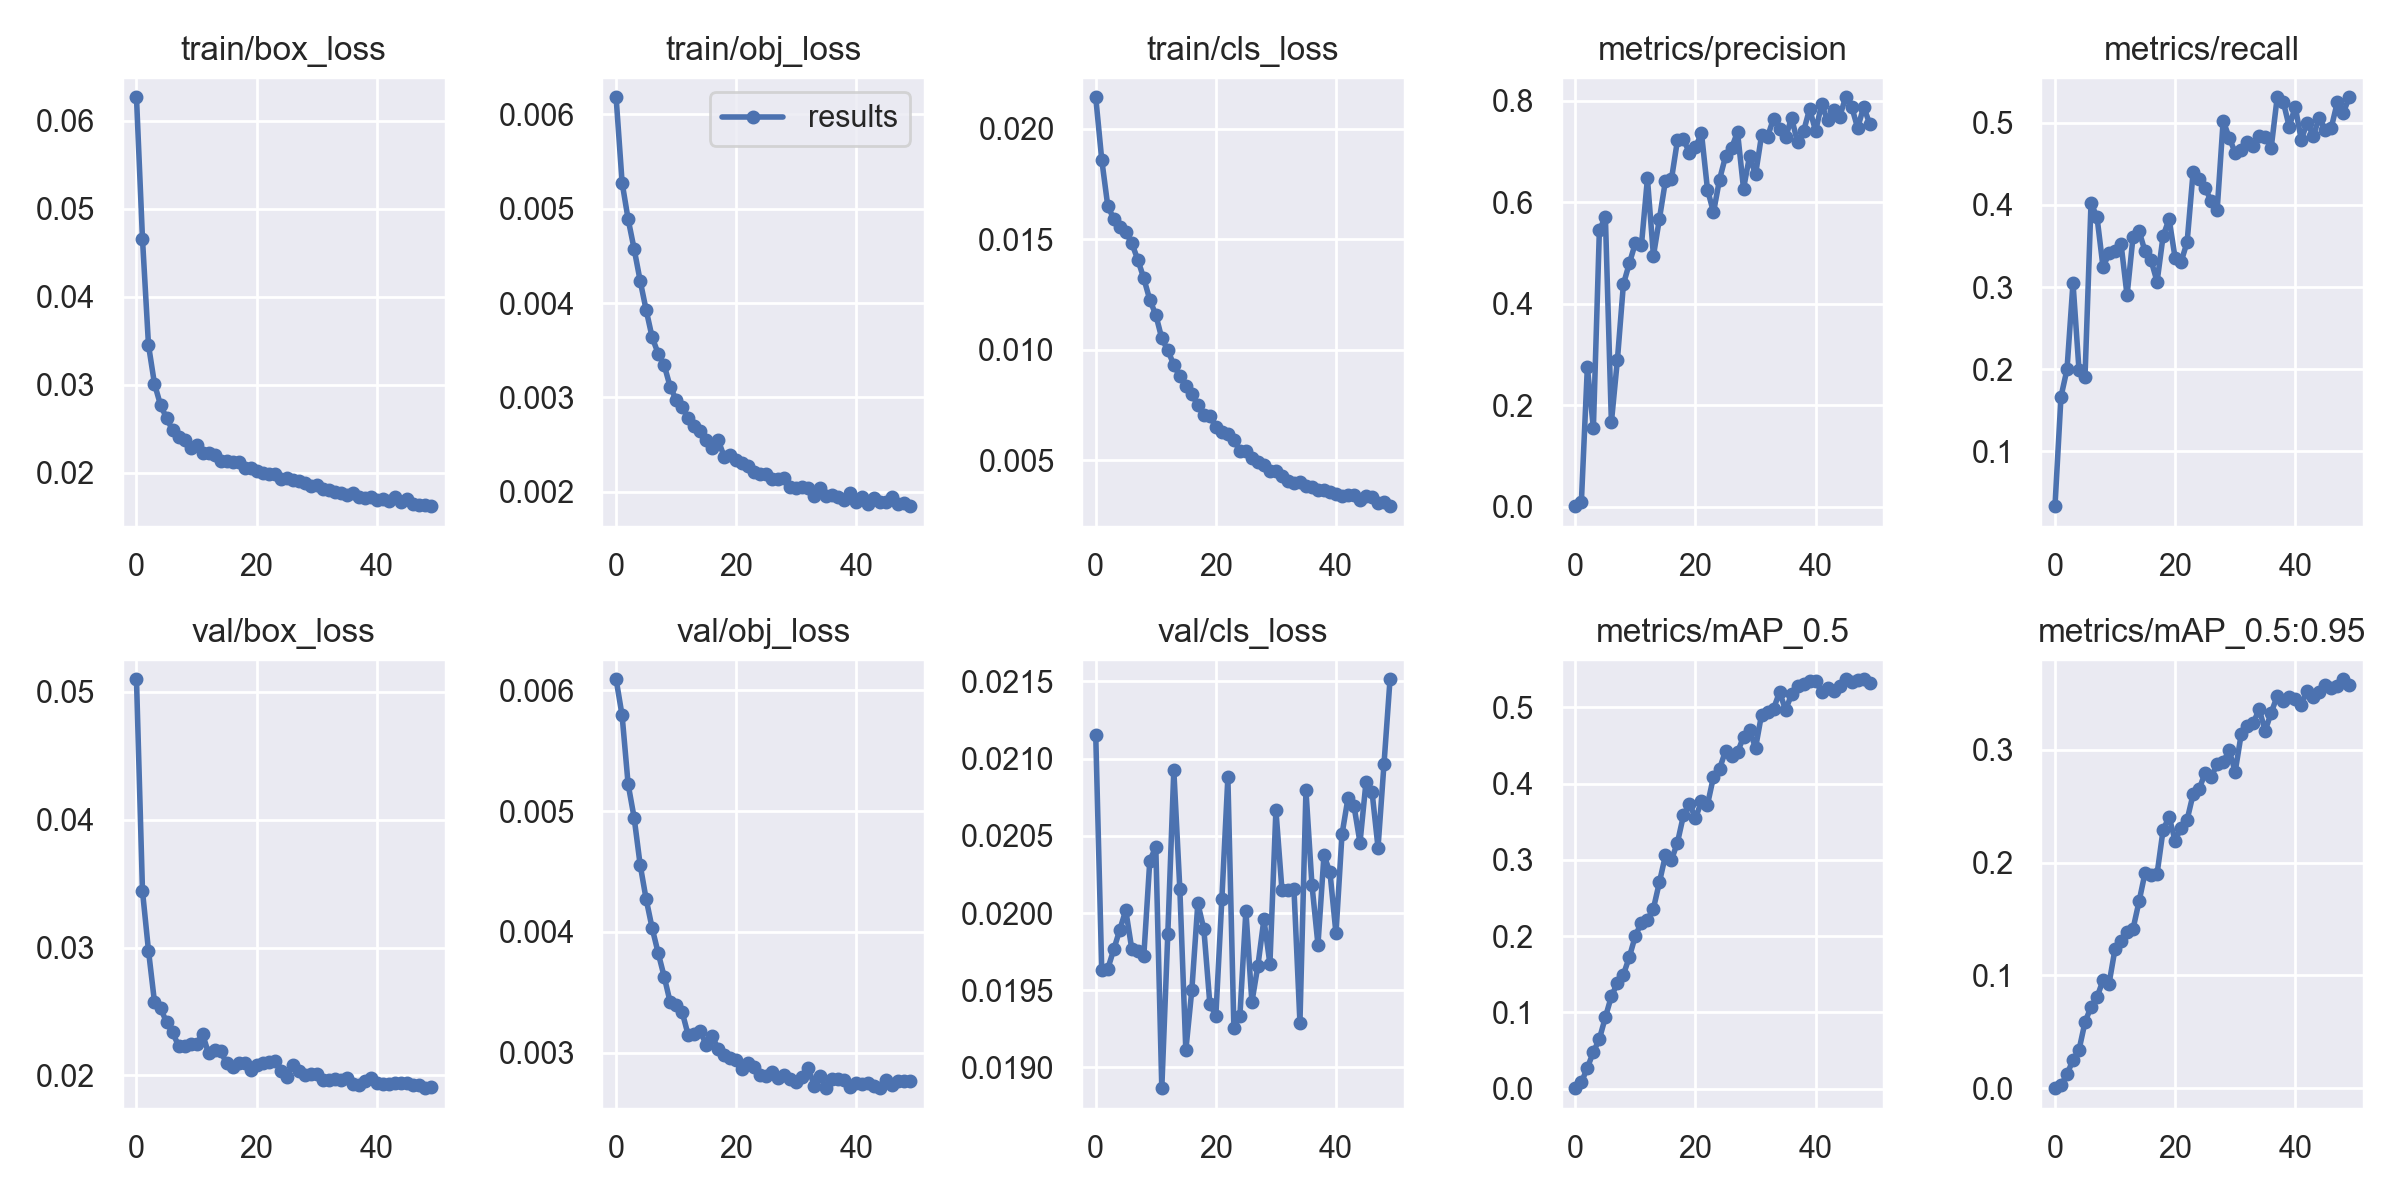 train/box_loss
0.06
0.05
0.04
0.03
0.02
0 20 40
train/obj_loss
results
0.006
0.005
0.004
0.003
0.002
0 20 40
train/cls_loss
0.020
0.015
0.010
0.005
0 20 40
metrics/precision
0.8
0.6
0.4
0.2
0.0
0 20 40
metrics/recall
0.5
0.4
0.3
0.2
0.1
0 20 40
val/box_loss
0.05
0.04
0.03
0.02
0 20 40
val/obj_loss
0.006
0.005
0.004
0.003
0 20 40
val/cls_loss
0.0215
0.0210
0.0205
0.0200
0.0195
0.0190
0 20 40
metrics/mAP_0.5
0.5
0.4
0.3
0.2
0.1
0.0
0 20 40
metrics/mAP_0.5:0.95
0.3
0.2
0.1
0.0
0 20 40